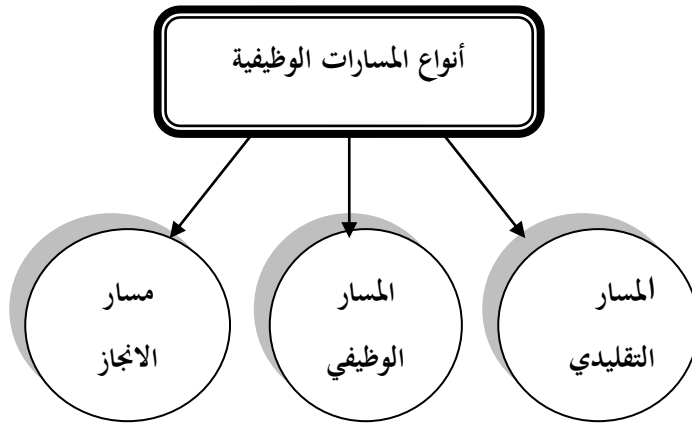 أنواع المسارات الوظيفية
المسار
التقليدي
المسار
الوظيفي
مسار
الانجاز